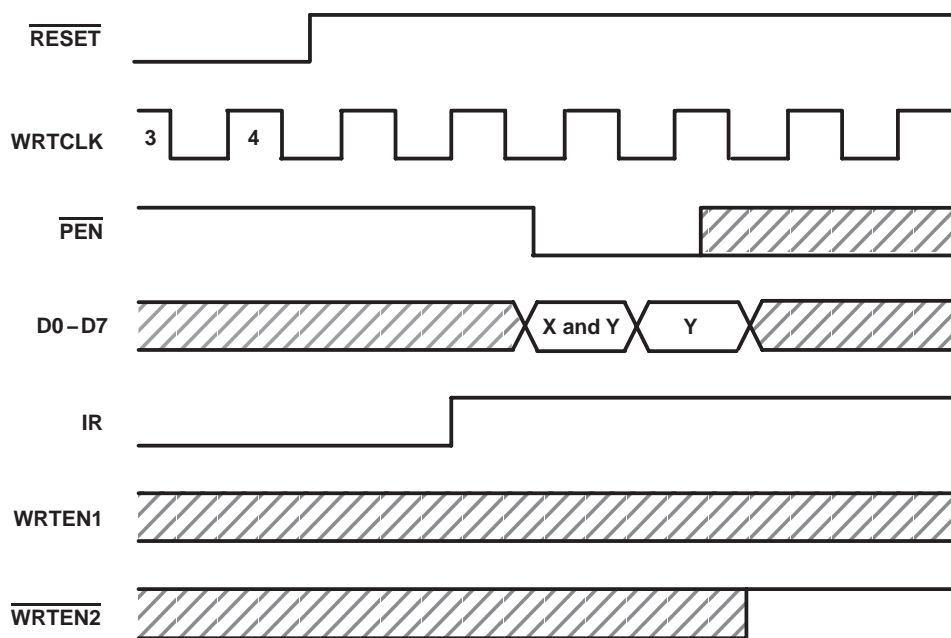 RESET
WRTCLK
3
4
PEN
D0–D7
X and Y
Y
IR
WRTEN1
WRTEN2